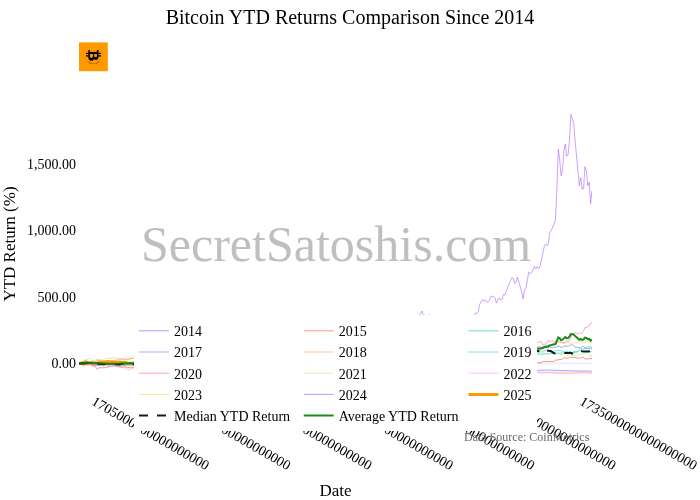 Bitcoin YTD Returns Comparison Since 2014
1,500.00
1,000.00
500.00
0.00
YTD Return (%)
SecretSatoshis.com
2014 2015 2016
2017 2018 2019
2020 2021 2022
2023 2024 2025
Median YTD Return Average YTD Return
Data Source: CoinMetrics
1735000000000000000
Date